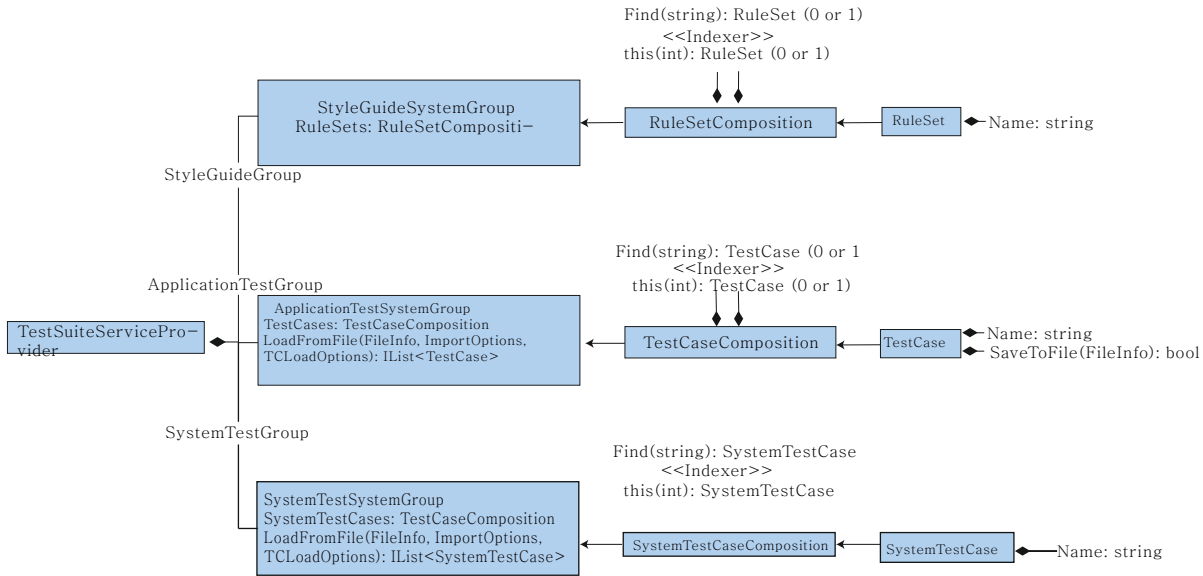 Find(string): RuleSet (0 or 1)
<<Indexer>>
this(int): RuleSet (0 or 1)
StyleGuideSystemGroup
RuleSets: RuleSetCompositi-
RuleSetComposition
RuleSet
Name: string
StyleGuideGroup
Find(string): TestCase (0 or 1
<<Indexer>>
this(int): TestCase (0 or 1)
ApplicationTestGroup
ApplicationTestSystemGroup
TestCases: TestCaseComposition
LoadFromFile(FileInfo, ImportOptions,
TCLoadOptions): IList<TestCase>
TestSuiteServicePro-
vider
TestCaseComposition
TestCase
Name: string
SaveToFile(FileInfo): bool
SystemTestGroup
Find(string): SystemTestCase
<<Indexer>>
this(int): SystemTestCase
SystemTestSystemGroup
SystemTestCases: TestCaseComposition
LoadFromFile(FileInfo, ImportOptions,
TCLoadOptions): IList<SystemTestCase>
SystemTestCaseComposition
SystemTestCase
Name: string